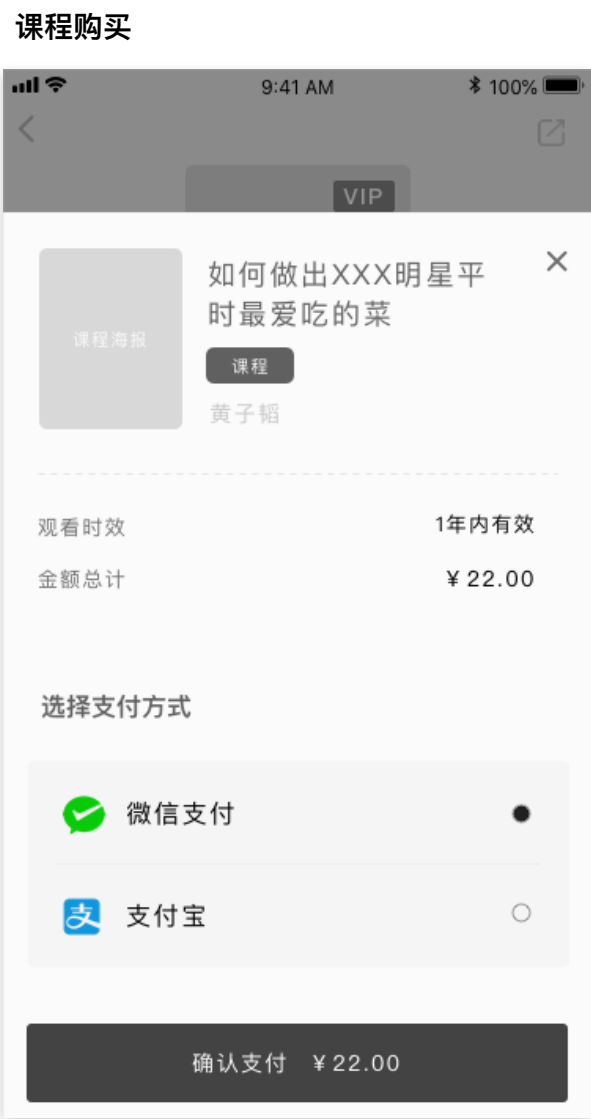 课程购买
9:41 AM
100%
VIP
如何做出XXX明星平
时最爱吃的菜
课程海报
课程
黄子韬
观看时效
1年内有效
金额总计
¥ 22.00
选择支付方式
微信支付
支
支付宝
确认支付 ¥ 22.00